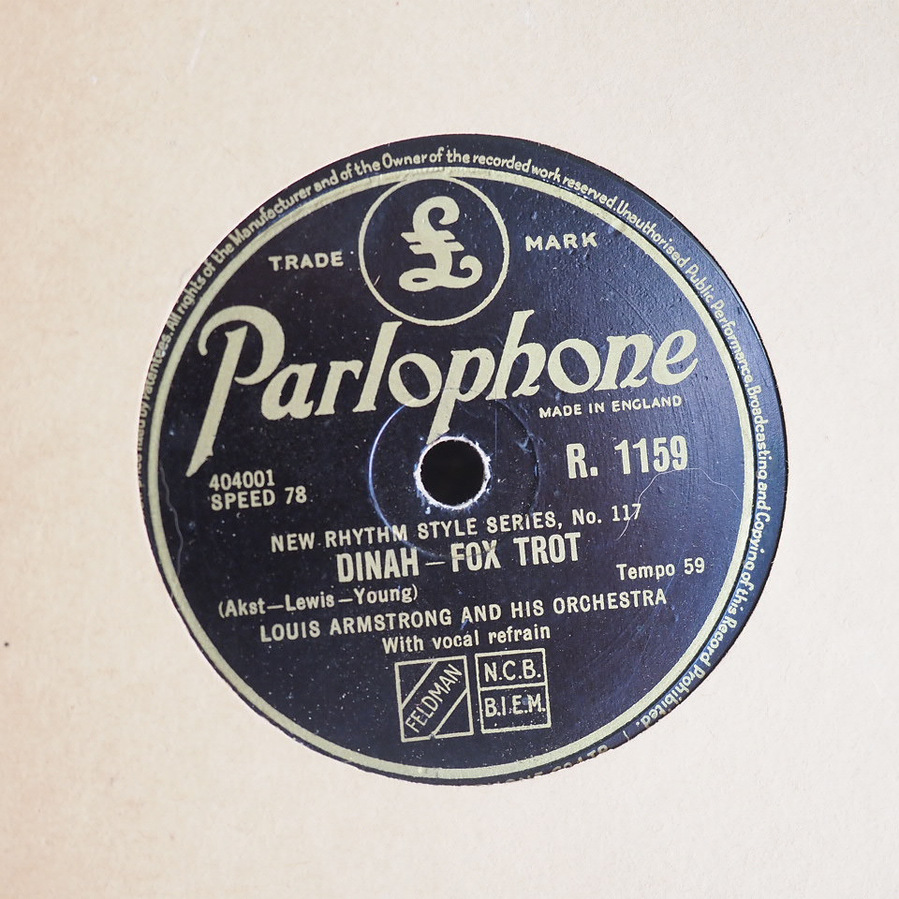 by Patentees. All rights of the Manufacturer and of the Owner of the recorded work reserved. Unauthorised Public Performance, Broadcasting and Copying of this Record Prohibited.
£
TRADE MARK
Parlophone
MADE IN ENGLAND
R. 1159
404001
SPEED 78
NEW RHYTHM STYLE SERIES, No. 117
DINAH – FOX TROT
Tempo 59
(Akst–Lewis–Young)
LOUIS ARMSTRONG AND HIS ORCHESTRA
With vocal refrain
FELDMAN
N.C.B.
B.I.E.M.